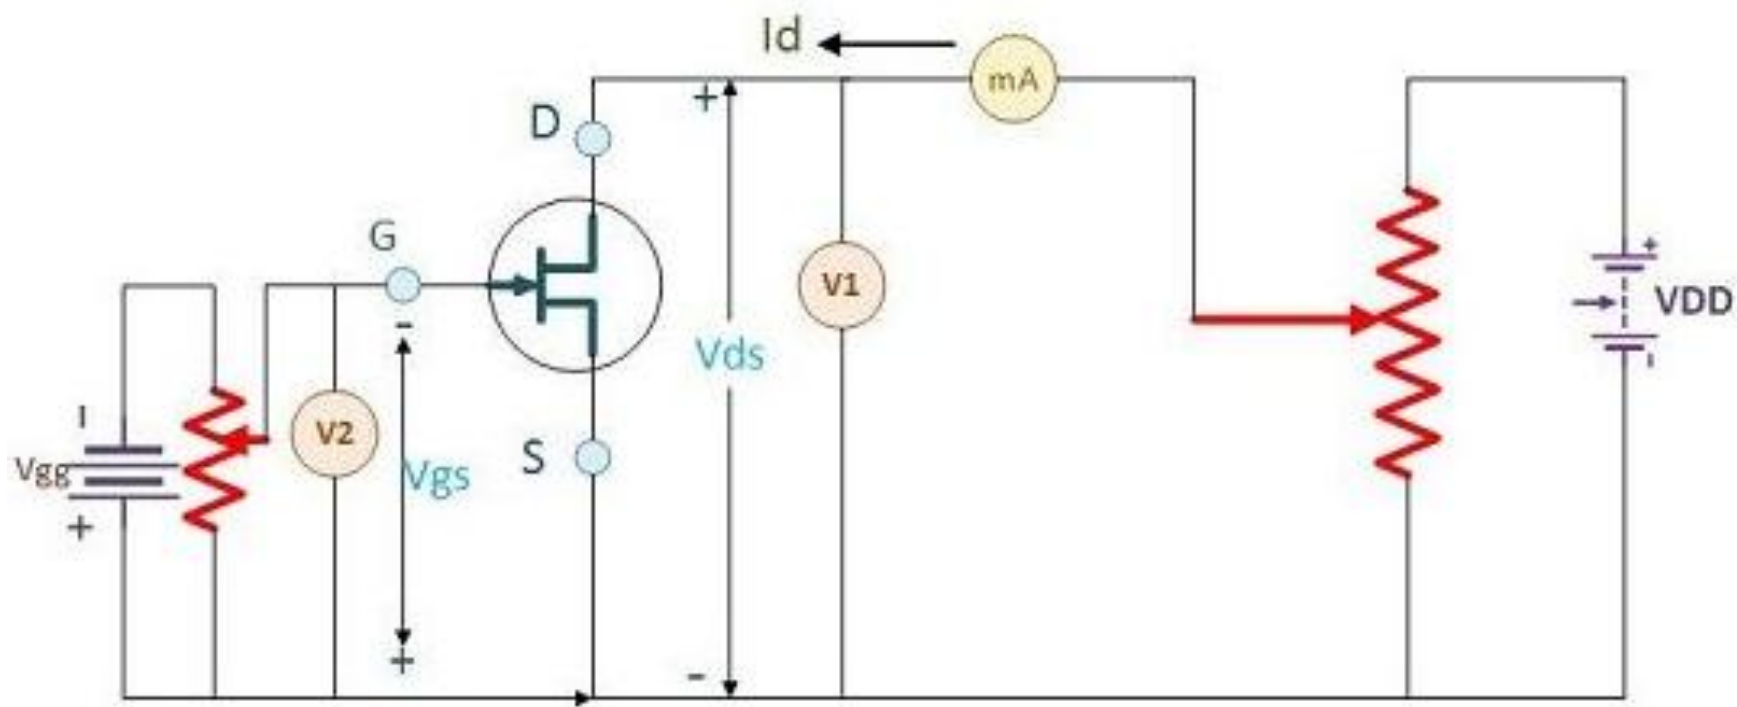 Id
mA
+
D
G
V1
+
VDD
-
Vds
I
V2
Vgg
Vgs
S
I
+
+
-